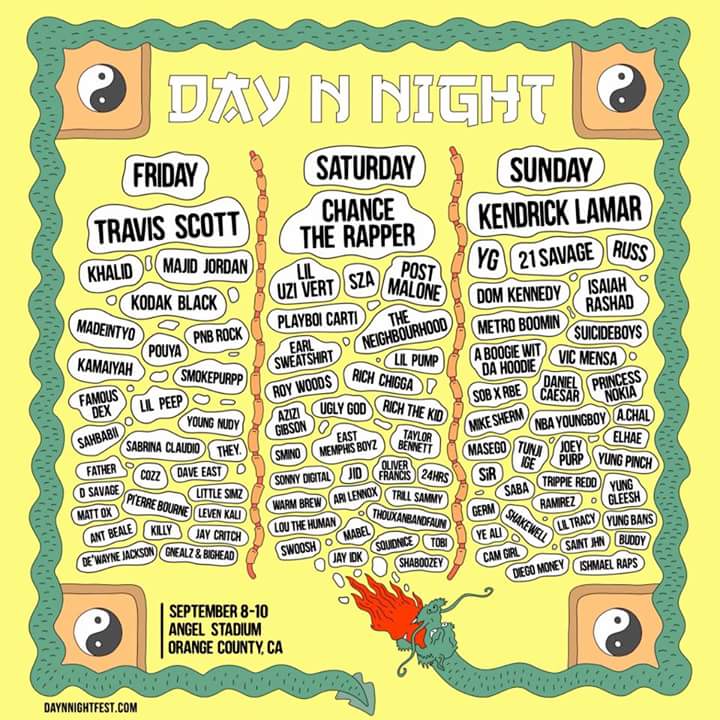 DAY N NIGHT
FRIDAY
TRAVIS SCOTT
KHALID
MAJID JORDAN
KODAK BLACK
MADEINTYO
POUYA
PNB ROCK
KAMAIYAH
SMOKEPURPP
FAMOUS
DEX
LIL PEEP
YOUNG NUDY
SAHBABII
SABRINA CLAUDIO
THEY.
FATHER
COZZ
DAVE EAST
D SAVAGE
PI'ERRE BOURNE
LITTLE SIMZ
MATT OX
LEVEN KALI
ANT BEALE
KILLY
JAY CRITCH
DE'WAYNE JACKSON
GNEALZ & BIGHEAD
SATURDAY
CHANCE
THE RAPPER
LIL
UZI VERT
SZA
POST
MALONE
PLAYBOI CARTI
THE
NEIGHBOURHOOD
EARL
SWEATSHIRT
LIL PUMP
ROY WOOD$
RICH CHIGGA
AZIZI
GIBSON
UGLY GOD
RICH THE KID
SMINO
EAST
MEMPHIS BOYZ
TAYLOR
BENNETT
SONNY DIGITAL
JID
OLIVER
FRANCIS
24HRS
WARM BREW
ARI LENNOX
TRILL SAMMY
LOU THE HUMAN
THOUXANBANDFAUNI
SWOOSH
MABEL
SQUIDNICE
TOBI
JAY IDK
SHABOOZEY
SUNDAY
KENDRICK LAMAR
YG
21 SAVAGE
RUSS
DOM KENNEDY
ISAIAH
RASHAD
METRO BOOMIN
SUICIDEBOYS
A BOOGIE WIT
DA HOODIE
VIC MENSA
SOB X RBE
DANIEL
CAESAR
PRINCESS
NOKIA
MIKE SHERM
NBA YOUNGBOY
A.CHAL
MASEGO
TUNJI
IGE
JOEY
PURP
ELHAE
YUNG PINCH
SiR
SABA
TRIPPIE REDD
YUNG
GLEESH
GERM
SHAKEWELL
RAMIREZ
LIL TRACY
YUNG BANS
YE ALI
SAINT JHN
BUDDY
CAM GIRL
DIEGO MONEY
ISHMAEL RAPS
SEPTEMBER 8-10
ANGEL STADIUM
ORANGE COUNTY, CA
DAYNNIGHTFEST.COM